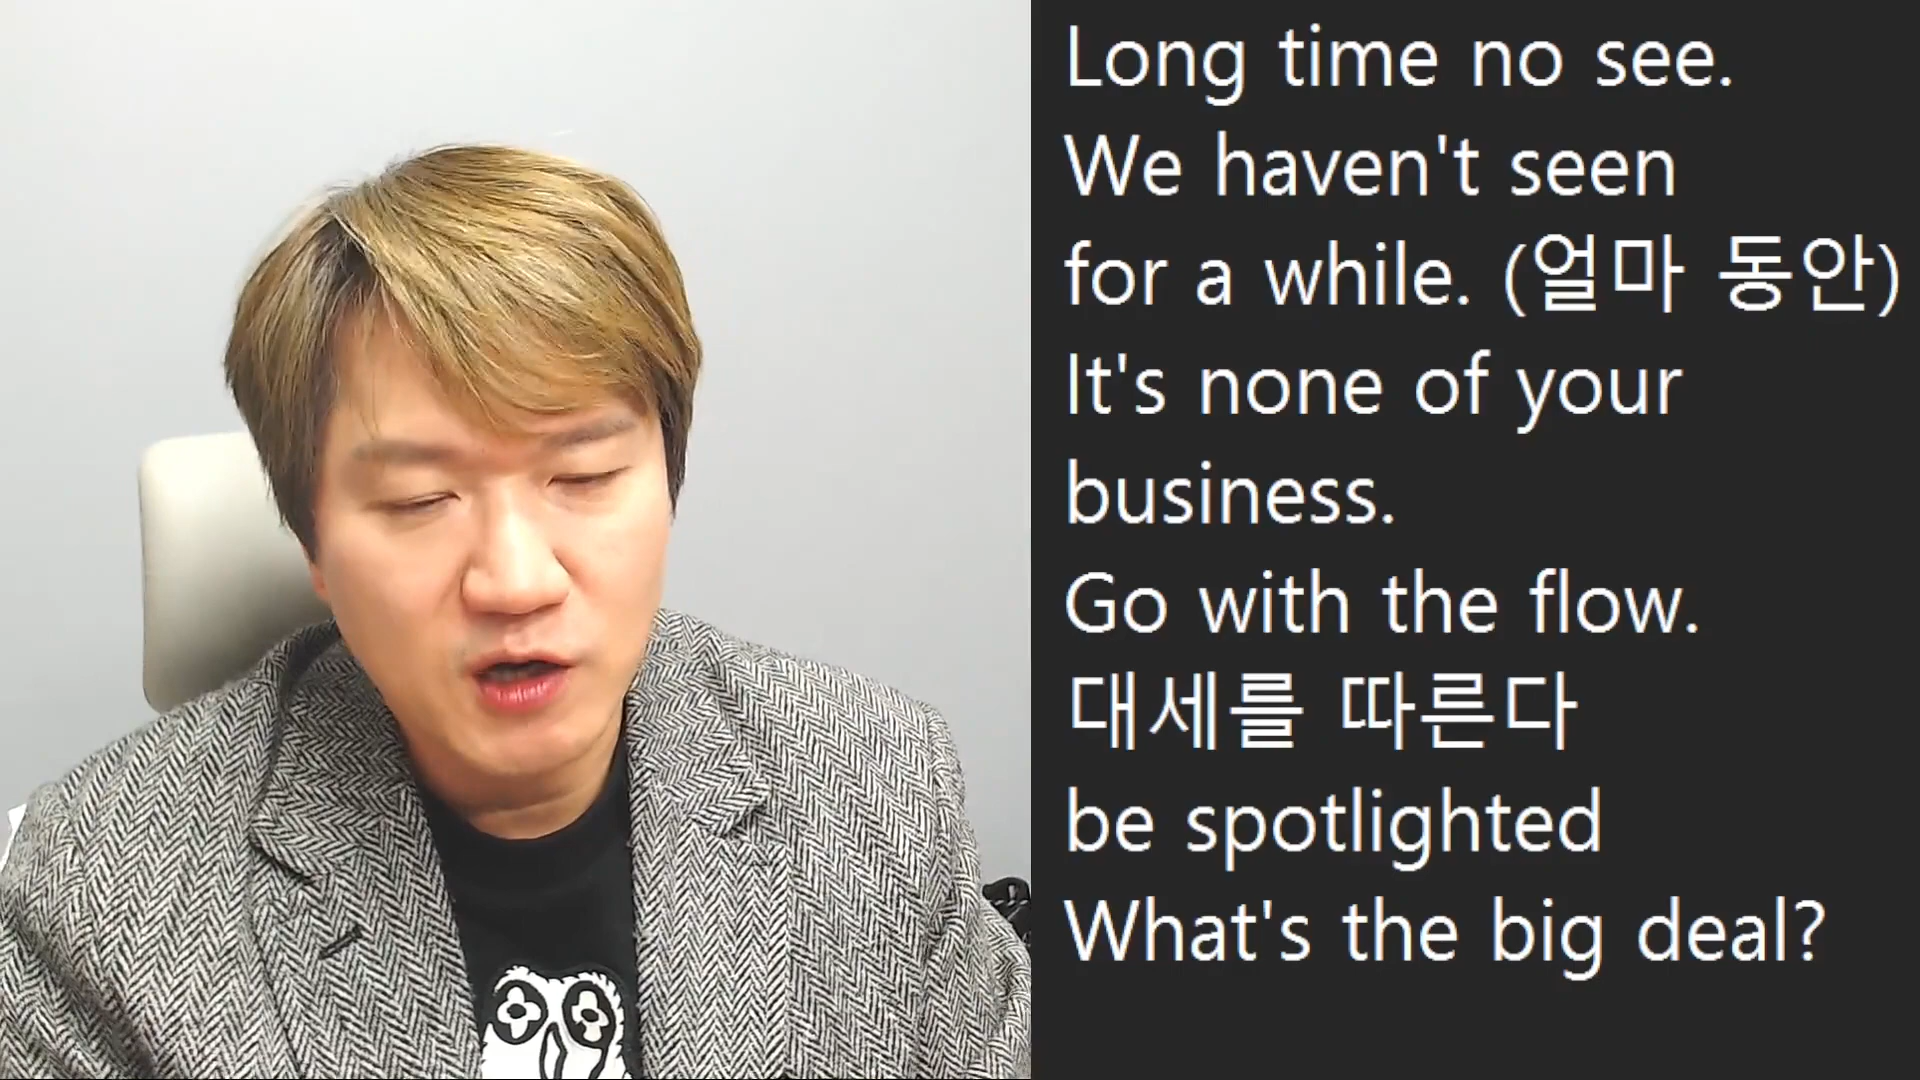 Long time no see.
We haven't seen
for a while. (얼마 동안)
It's none of your
business.
Go with the flow.
대세를 따른다
be spotlighted
What's the big deal?